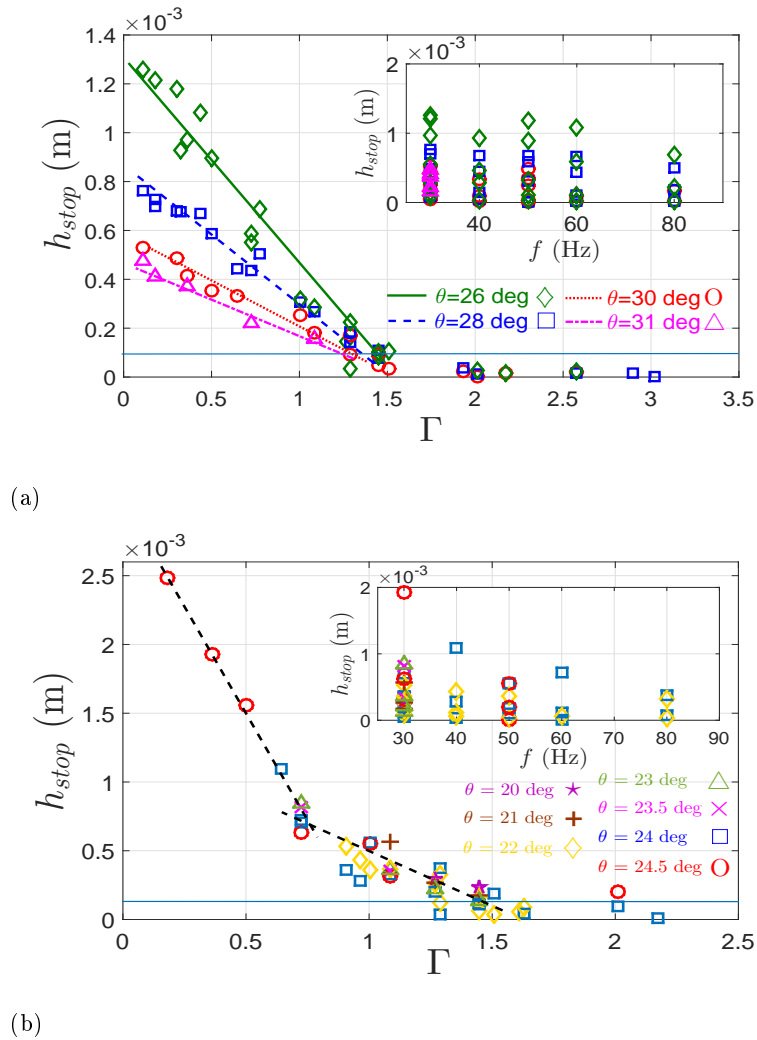 ×10⁻³
1.4
1.2
1
0.8
0.6
0.4
0.2
0
h_stop (m)
0 0.5 1 1.5 2 2.5 3 3.5
Γ
×10⁻³
2
1
0
h_stop (m)
40 50 60 80
f (Hz)
θ=26 deg
θ=30 deg
θ=28 deg
θ=31 deg
(a)
×10⁻³
2.5
2
1.5
1
0.5
0
h_stop (m)
0 0.5 1 1.5 2 2.5
Γ
×10⁻³
2
1
0
h_stop (m)
30 40 50 60 70 80 90
f (Hz)
θ = 20 deg
θ = 21 deg
θ = 22 deg
θ = 23 deg
θ = 23.5 deg
θ = 24 deg
θ = 24.5 deg
(b)